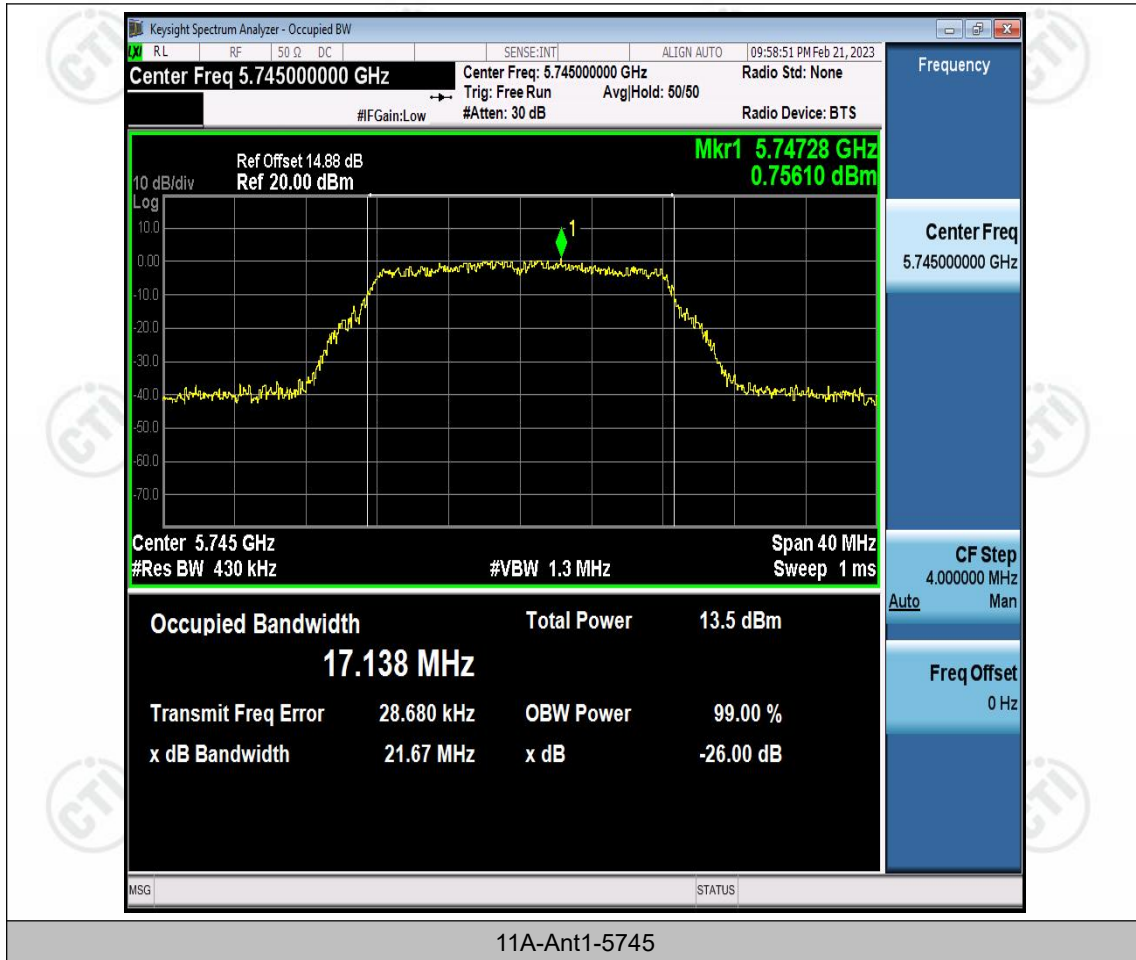 Keysight Spectrum Analyzer - Occupied BW
LXI RL RF 50 Ω DC SENSE:INT ALIGN AUTO 09:58:51 PM Feb 21, 2023
Center Freq 5.745000000 GHz
Center Freq: 5.745000000 GHz Radio Std: None
Trig: Free Run Avg|Hold: 50/50
#IFGain:Low #Atten: 30 dB Radio Device: BTS
Frequency
Mkr1 5.74728 GHz
0.75610 dBm
Ref Offset 14.88 dB
10 dB/div Ref 20.00 dBm
Log
10.0
0.00
-10.0
-20.0
-30.0
-40.0
-50.0
-60.0
-70.0
1
Center 5.745 GHz Span 40 MHz
#Res BW 430 kHz #VBW 1.3 MHz Sweep 1 ms
Center Freq
5.745000000 GHz
CF Step
4.000000 MHz
Auto Man
Freq Offset
0 Hz
Occupied Bandwidth Total Power 13.5 dBm
17.138 MHz
Transmit Freq Error 28.680 kHz OBW Power 99.00 %
x dB Bandwidth 21.67 MHz x dB -26.00 dB
MSG STATUS
11A-Ant1-5745
CTI
CTI
CTI
CTI
CTI
CTI